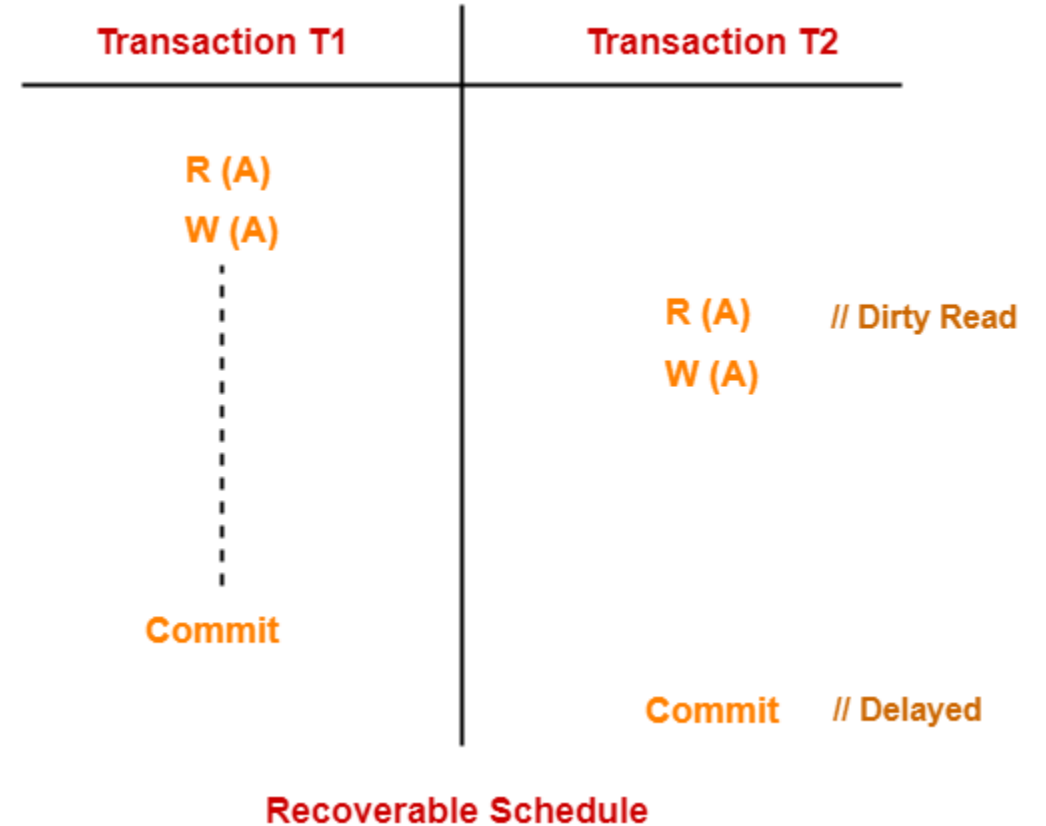 Transaction T1 Transaction T2
R (A)
W (A)
R (A) // Dirty Read
W (A)
Commit
Commit // Delayed
Recoverable Schedule